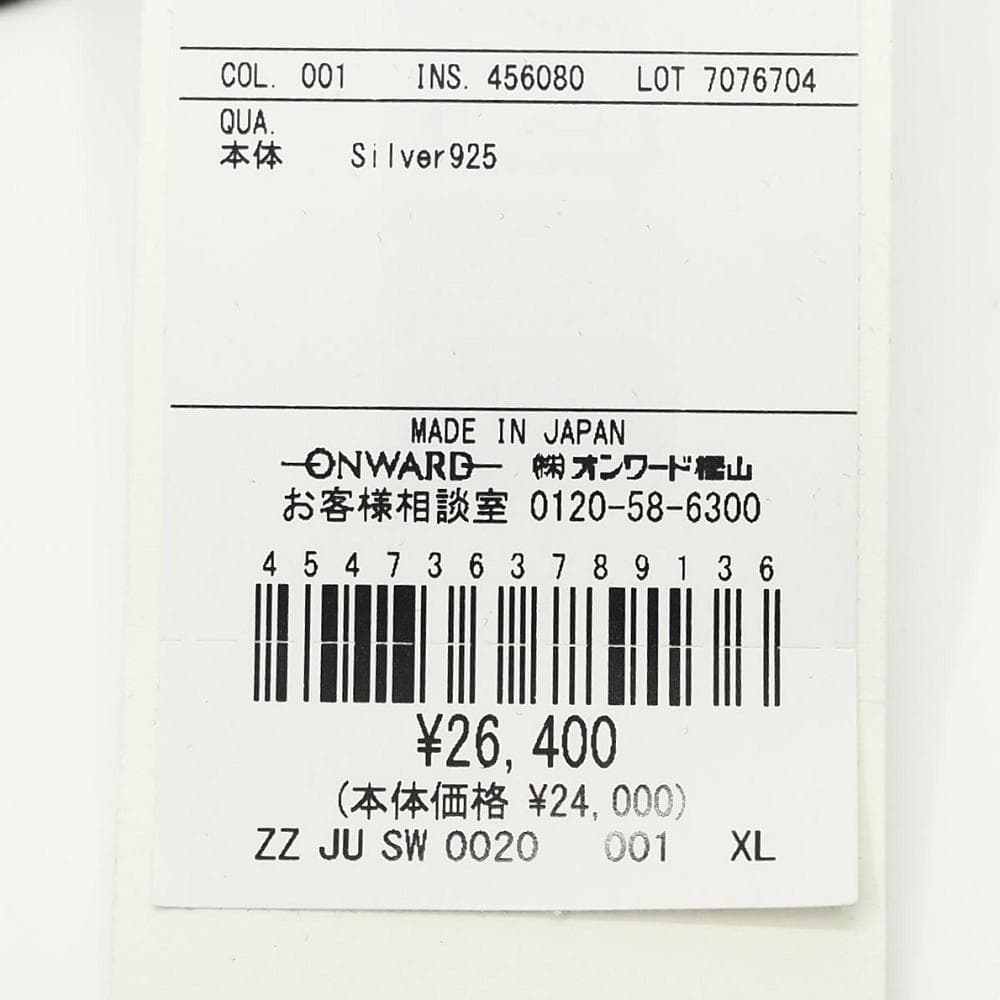 COL. 001 INS. 456080 LOT 7076704
QUA.
本体 Silver925
MADE IN JAPAN
ONWARD ㈱オンワード樫山
お客様相談室 0120-58-6300
4547363789136
¥26,400
(本体価格 ¥24,000)
ZZ JU SW 0020 001 XL